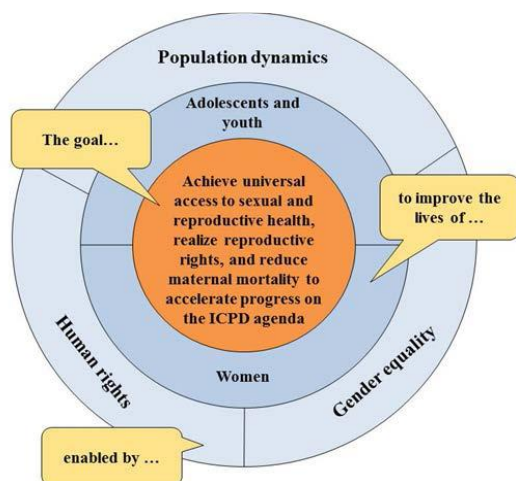 Population dynamics
Adolescents and
youth
The goal…
Achieve universal
access to sexual and
reproductive health,
realize reproductive
rights, and reduce
maternal mortality to
accelerate progress on
the ICPD agenda
to improve the
lives of …
Women
Human rights
Gender equality
enabled by …